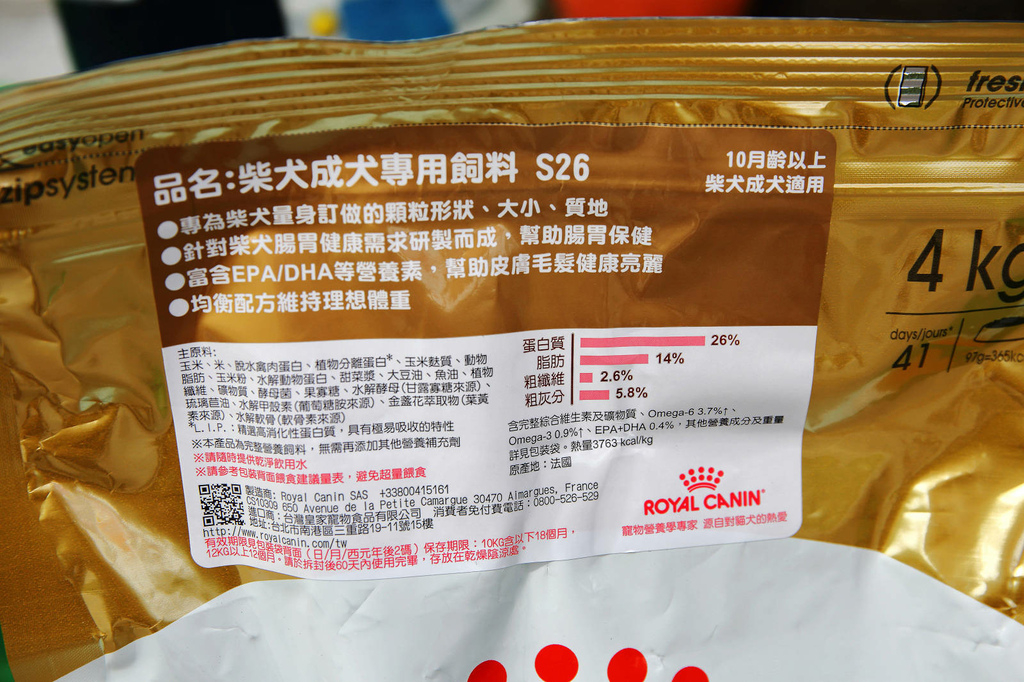 easyopen
zipsystem
fresh
Protective
品名:柴犬成犬專用飼料 S26
10月齡以上
柴犬成犬適用
●專為柴犬量身訂做的顆粒形狀、大小、質地
●針對柴犬腸胃健康需求研製而成，幫助腸胃保健
●富含EPA/DHA等營養素，幫助皮膚毛髮健康亮麗
●均衡配方維持理想體重
4 kg
days/jours*
41
97g=365kc
主原料:
玉米、米、脫水禽肉蛋白、植物分離蛋白*、玉米麩質、動物
脂肪、玉米粉、水解動物蛋白、甜菜漿、大豆油、魚油、植物
纖維、礦物質、酵母菌、果寡糖、水解酵母(甘露寡糖來源)、
琉璃苣油、水解甲殼素(葡萄糖胺來源)、金盞花萃取物(葉黃
素來源)、水解軟骨(軟骨素來源)
*L.I.P.：精選高消化性蛋白質，具有極易吸收的特性
※本產品為完整營養飼料，無需再添加其他營養補充劑
※請隨時提供乾淨飲用水
※請參考包裝背面餵食建議量表，避免超量餵食
蛋白質 26%
脂肪 14%
粗纖維 2.6%
粗灰分 5.8%
含完整綜合維生素及礦物質、Omega-6 3.7%↑、
Omega-3 0.9%↑、EPA+DHA 0.4%，其他營養成分及重量
詳見包裝袋。熱量3763 kcal/kg
原產地：法國
製造商: Royal Canin SAS +33800415161
CS10309 650 Avenue de la Petite Camargue 30470 Aimargues, France
進口商：台灣皇家寵物食品有限公司 消費者免付費電話：0800-526-529
地址:台北市南港區三重路19-11號15樓
http://www.royalcanin.com/tw
有效期限見包裝袋背面（日/月/西元年後2碼）保存期限：10KG含以下18個月，
12KG以上12個月。請於拆封後60天內使用完畢，存放在乾燥陰涼處。
ROYAL CANIN
寵物營養學專家 源自對貓犬的熱愛